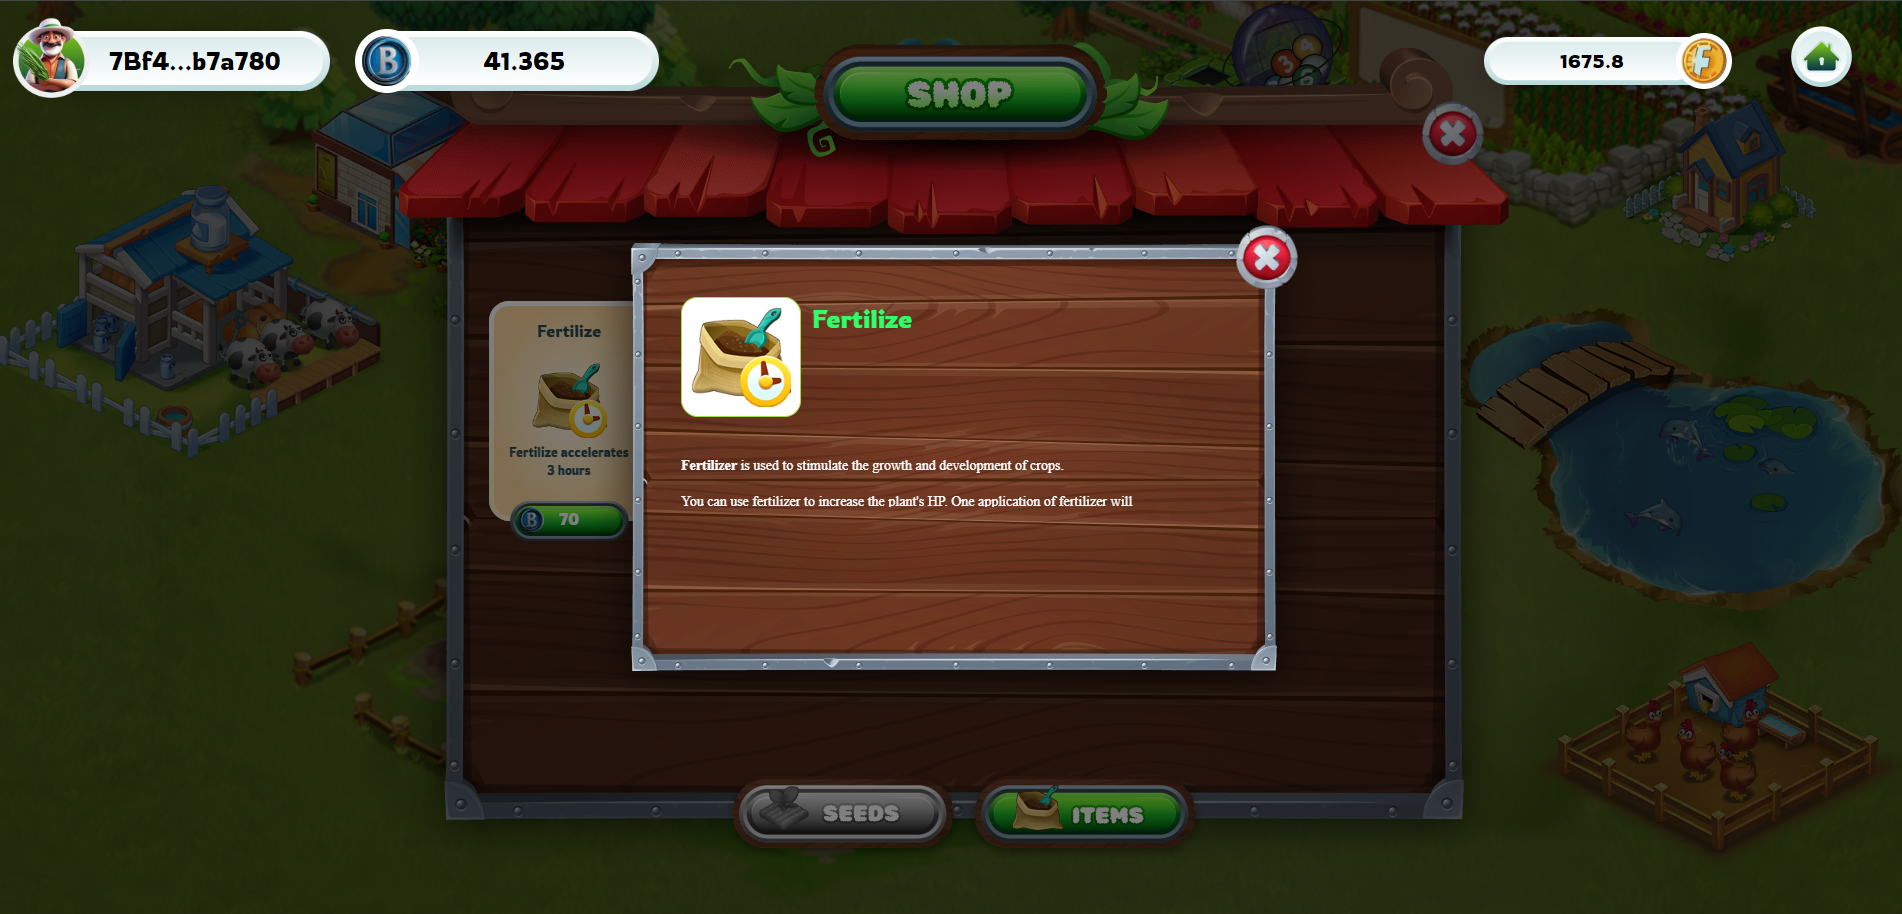 7Bf4...b7a780
B
41.365
SHOP
1675.8
F
Fertilize
Fertilize accelerates
3 hours
B 70
Fertilize
Fertilizer is used to stimulate the growth and development of crops.
You can use fertilizer to increase the plant's HP. One application of fertilizer will
SEEDS
ITEMS